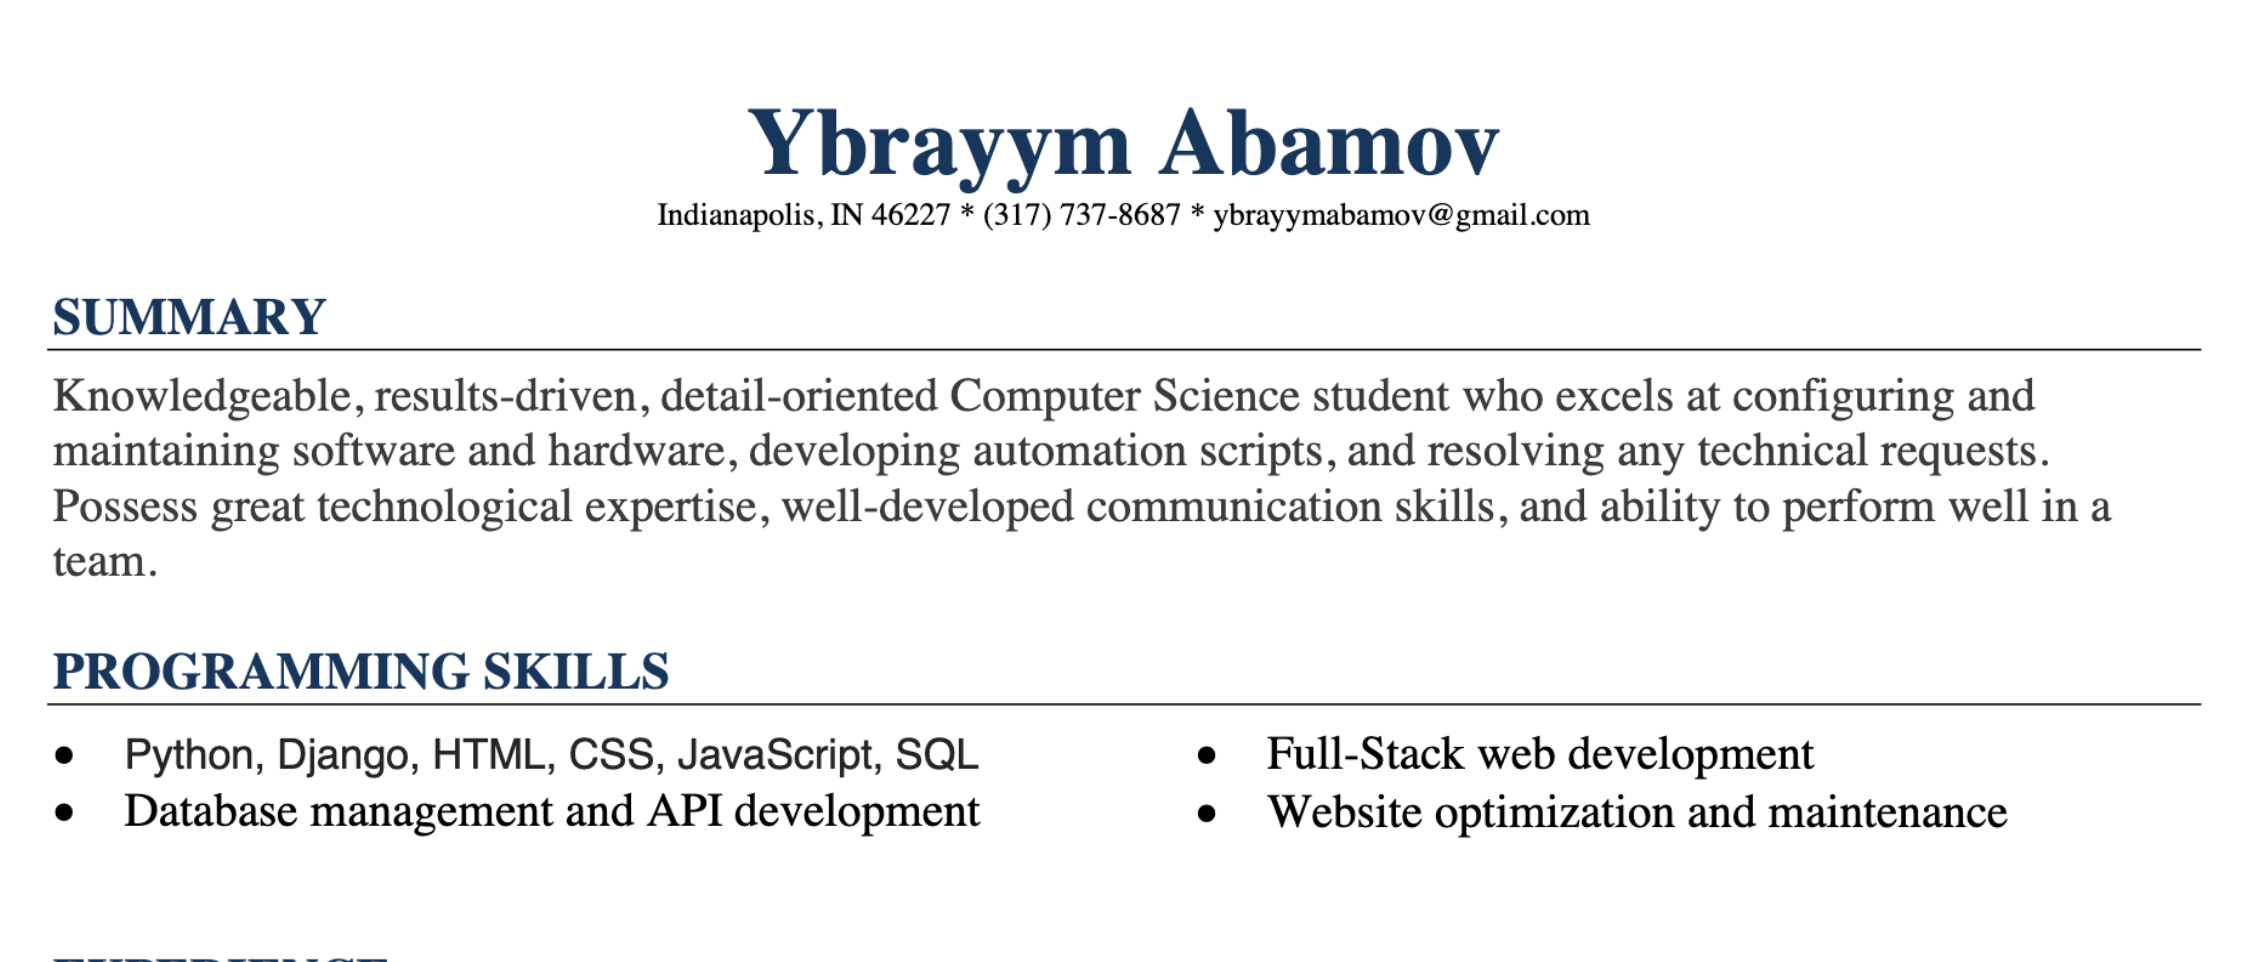 Ybrayym Abamov
Indianapolis, IN 46227 * (317) 737-8687 * ybrayymabamov@gmail.com
SUMMARY
Knowledgeable, results-driven, detail-oriented Computer Science student who excels at configuring and
maintaining software and hardware, developing automation scripts, and resolving any technical requests.
Possess great technological expertise, well-developed communication skills, and ability to perform well in a
team.
PROGRAMMING SKILLS
● Python, Django, HTML, CSS, JavaScript, SQL
● Database management and API development
● Full-Stack web development
● Website optimization and maintenance
EXPERIENCE